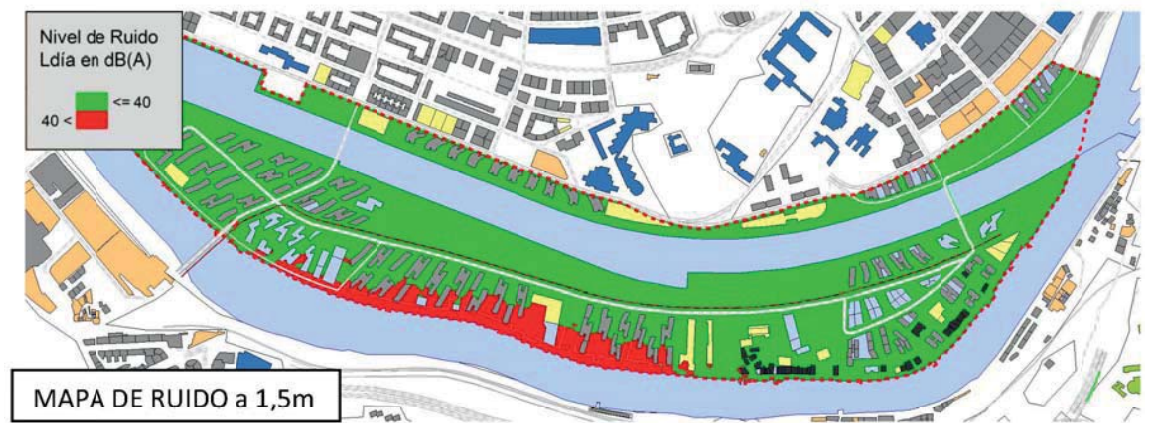 Nivel de Ruido
Ldía en dB(A)
<= 40
40 <
MAPA DE RUIDO a 1,5m